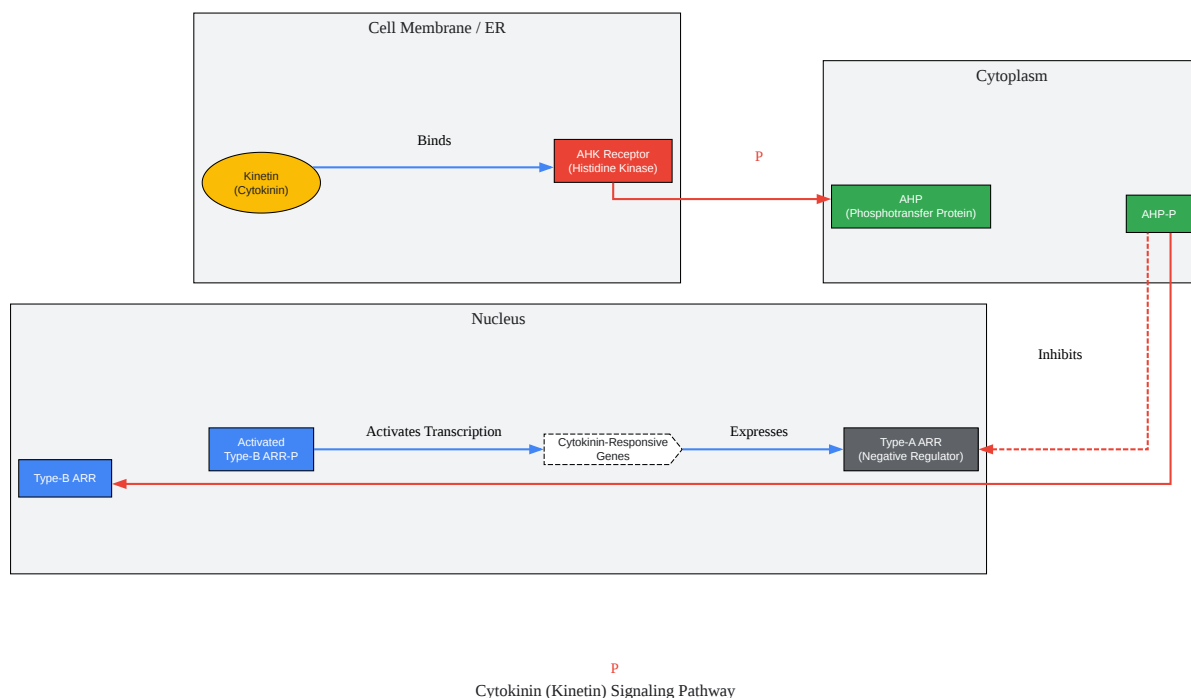 Cell Membrane / ER
Cytoplasm
Binds
Kinetin
(Cytokinin)
AHK Receptor
(Histidine Kinase)
P
AHP
(Phosphotransfer Protein)
AHP-P
Nucleus
Inhibits
Activates Transcription
Expresses
Activated
Type-B ARR-P
Cytokinin-Responsive
Genes
Type-A ARR
(Negative Regulator)
Type-B ARR
P
Cytokinin (Kinetin) Signaling Pathway